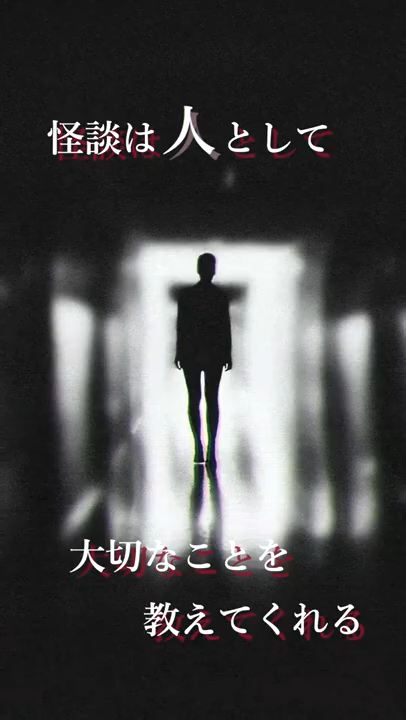 怪談は人として
大切なことを
教えてくれる